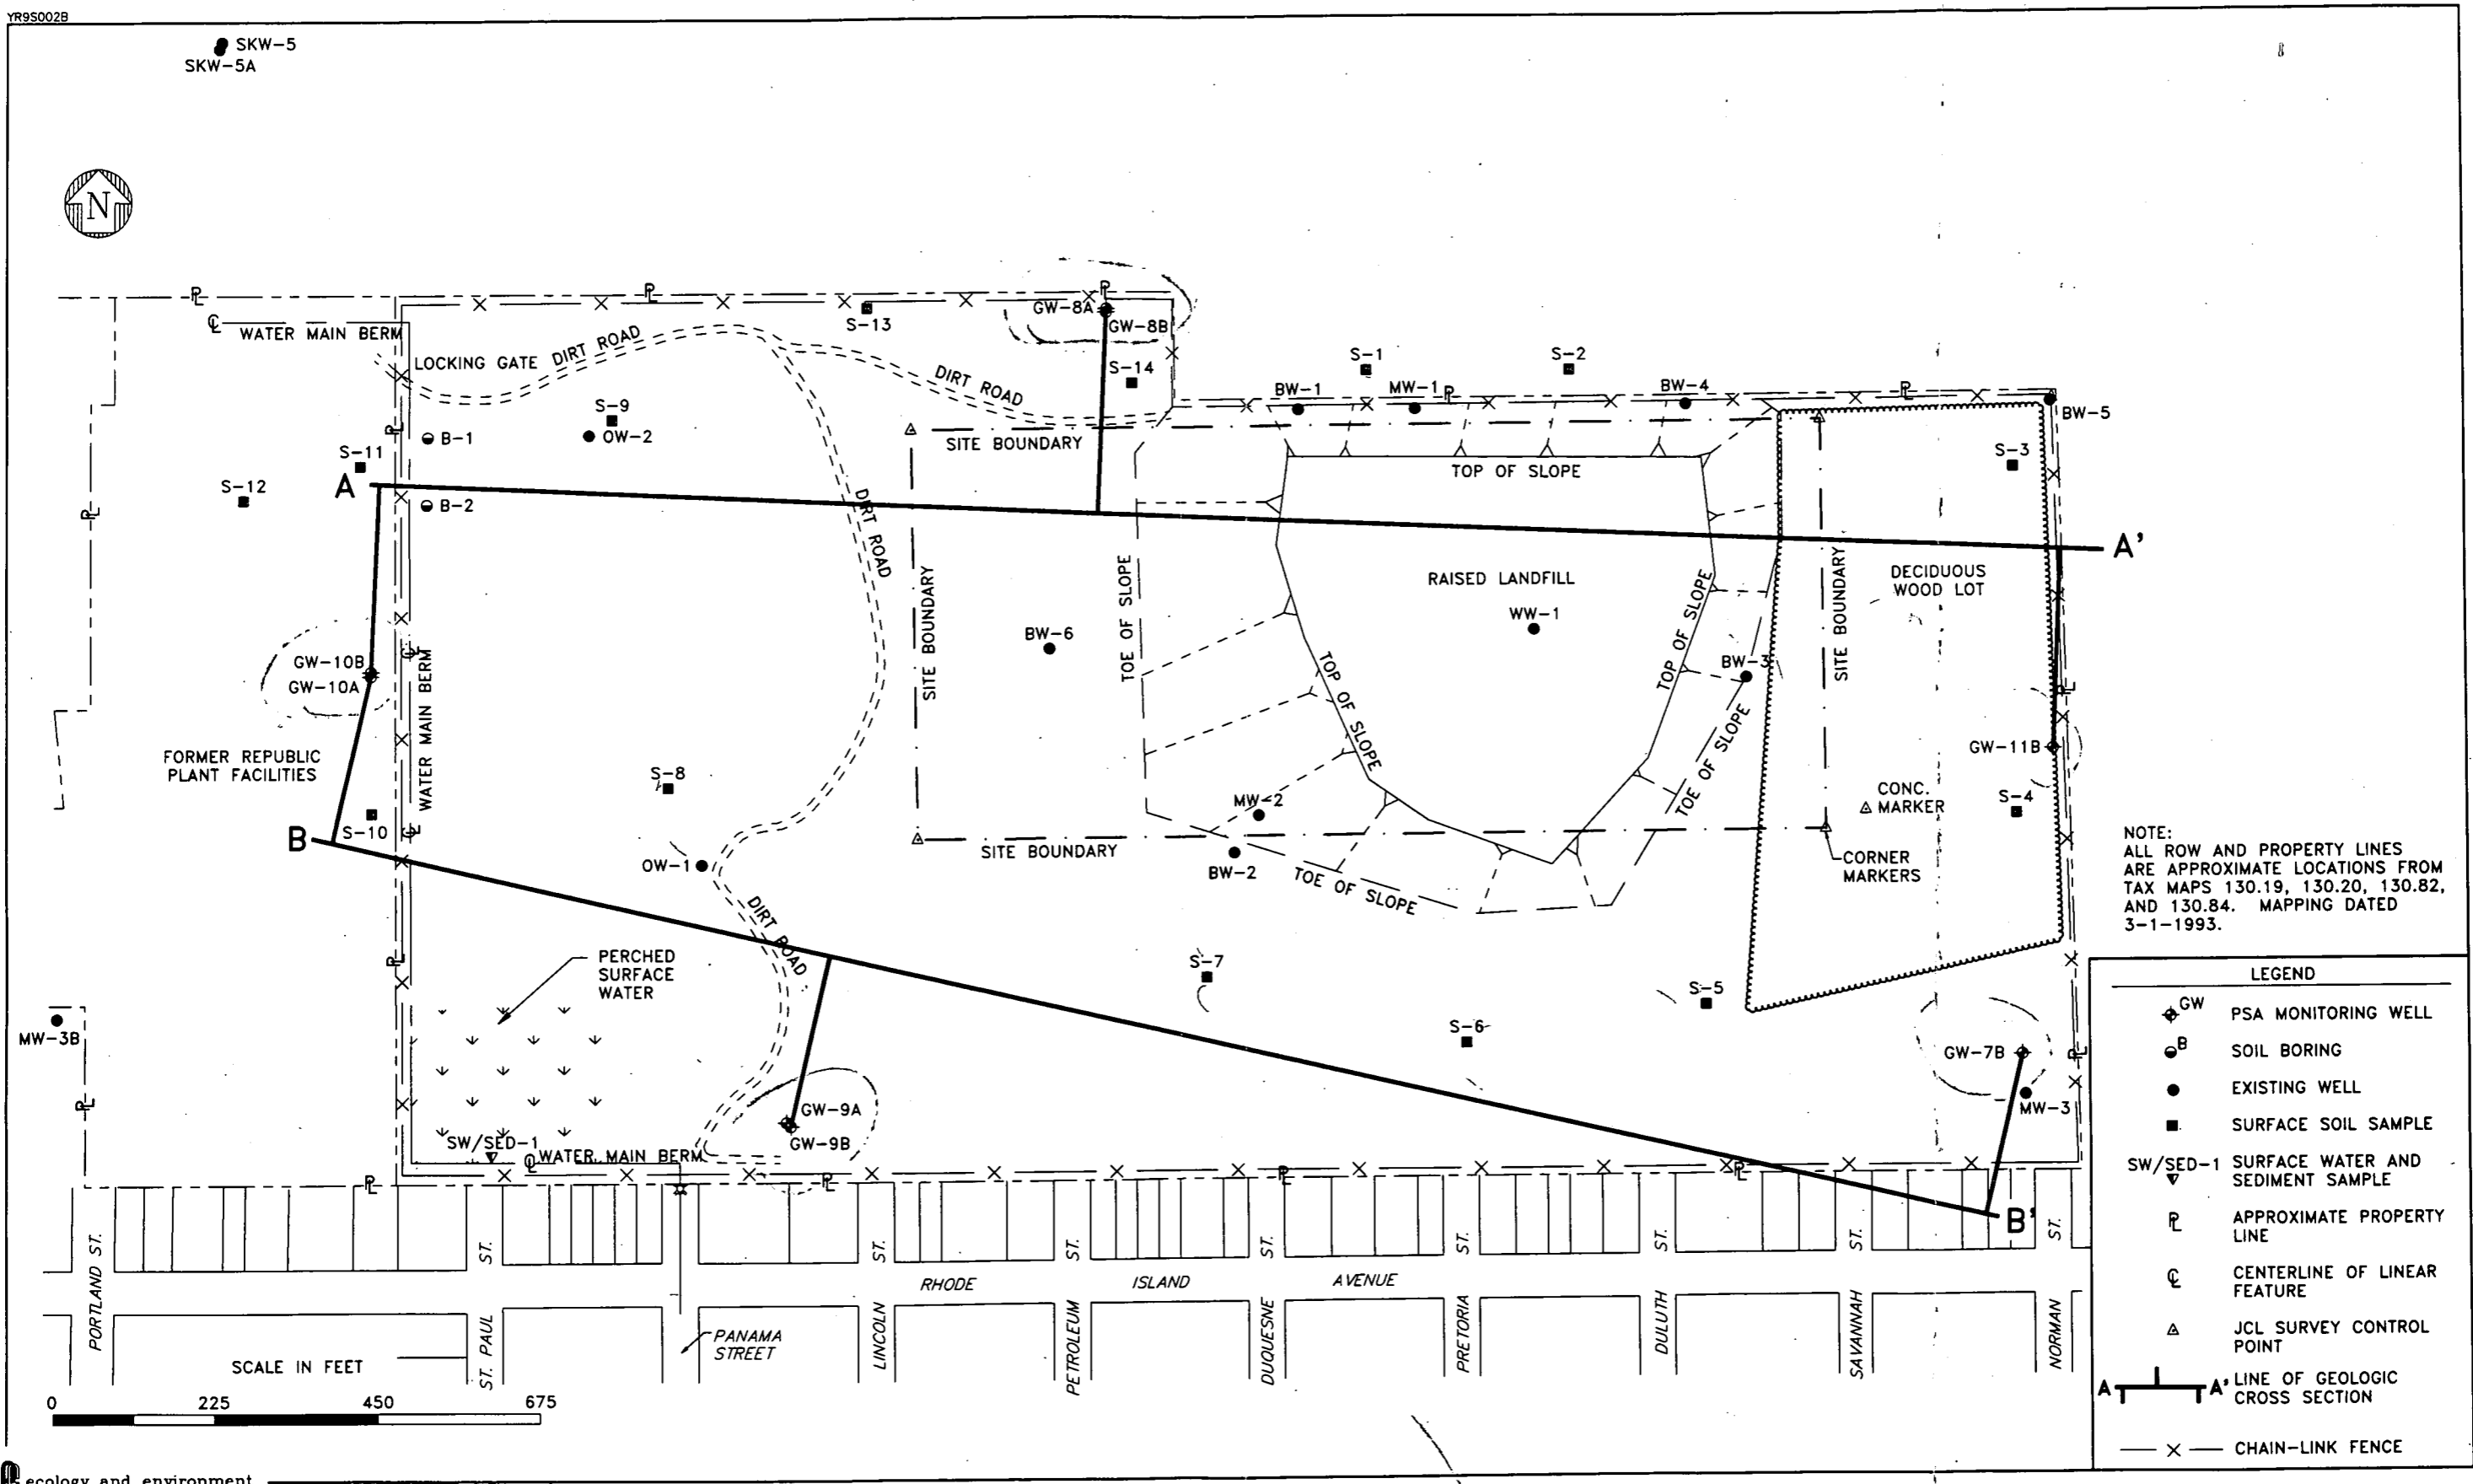 YR9S002B
SKW-5
SKW-5A
N
WATER MAIN BERM
LOCKING GATE
DIRT ROAD
S-13
GW-8A
GW-8B
S-14
DIRT ROAD
S-1
S-2
BW-1
MW-1
BW-4
BW-5
S-9
OW-2
B-1
S-11
S-12
A
B-2
SITE BOUNDARY
TOP OF SLOPE
S-3
DIRT ROAD
A'
DECIDUOUS
WOOD LOT
RAISED LANDFILL
WW-1
SITE BOUNDARY
TOE OF SLOPE
BW-6
TOP OF SLOPE
TOP OF SLOPE
BW-3
SITE BOUNDARY
TOE OF SLOPE
GW-10B
GW-10A
WATER MAIN BERM
FORMER REPUBLIC
PLANT FACILITIES
GW-11B
S-8
MW-2
CONC.
MARKER
S-4
S-10
B
OW-1
SITE BOUNDARY
BW-2
TOE OF SLOPE
CORNER
MARKERS
NOTE:
ALL ROW AND PROPERTY LINES
ARE APPROXIMATE LOCATIONS FROM
TAX MAPS 130.19, 130.20, 130.82,
AND 130.84. MAPPING DATED
3-1-1993.
DIRT ROAD
PERCHED
SURFACE
WATER
S-7
S-5
S-6
MW-3B
GW-7B
MW-3
GW-9A
GW-9B
SW/SED-1
WATER MAIN BERM
B'
LEGEND
GW
PSA MONITORING WELL
B
SOIL BORING
EXISTING WELL
SURFACE SOIL SAMPLE
SW/SED-1
SURFACE WATER AND
SEDIMENT SAMPLE
PL
APPROXIMATE PROPERTY
LINE
CL
CENTERLINE OF LINEAR
FEATURE
JCL SURVEY CONTROL
POINT
A
A'
LINE OF GEOLOGIC
CROSS SECTION
CHAIN-LINK FENCE
PORTLAND ST.
ST. PAUL ST.
PANAMA
STREET
LINCOLN ST.
RHODE ISLAND AVENUE
PETROLEUM ST.
DUQUESNE ST.
PRETORIA ST.
DULUTH ST.
SAVANNAH ST.
NORMAN ST.
SCALE IN FEET
0 225 450 675
ecology and environment